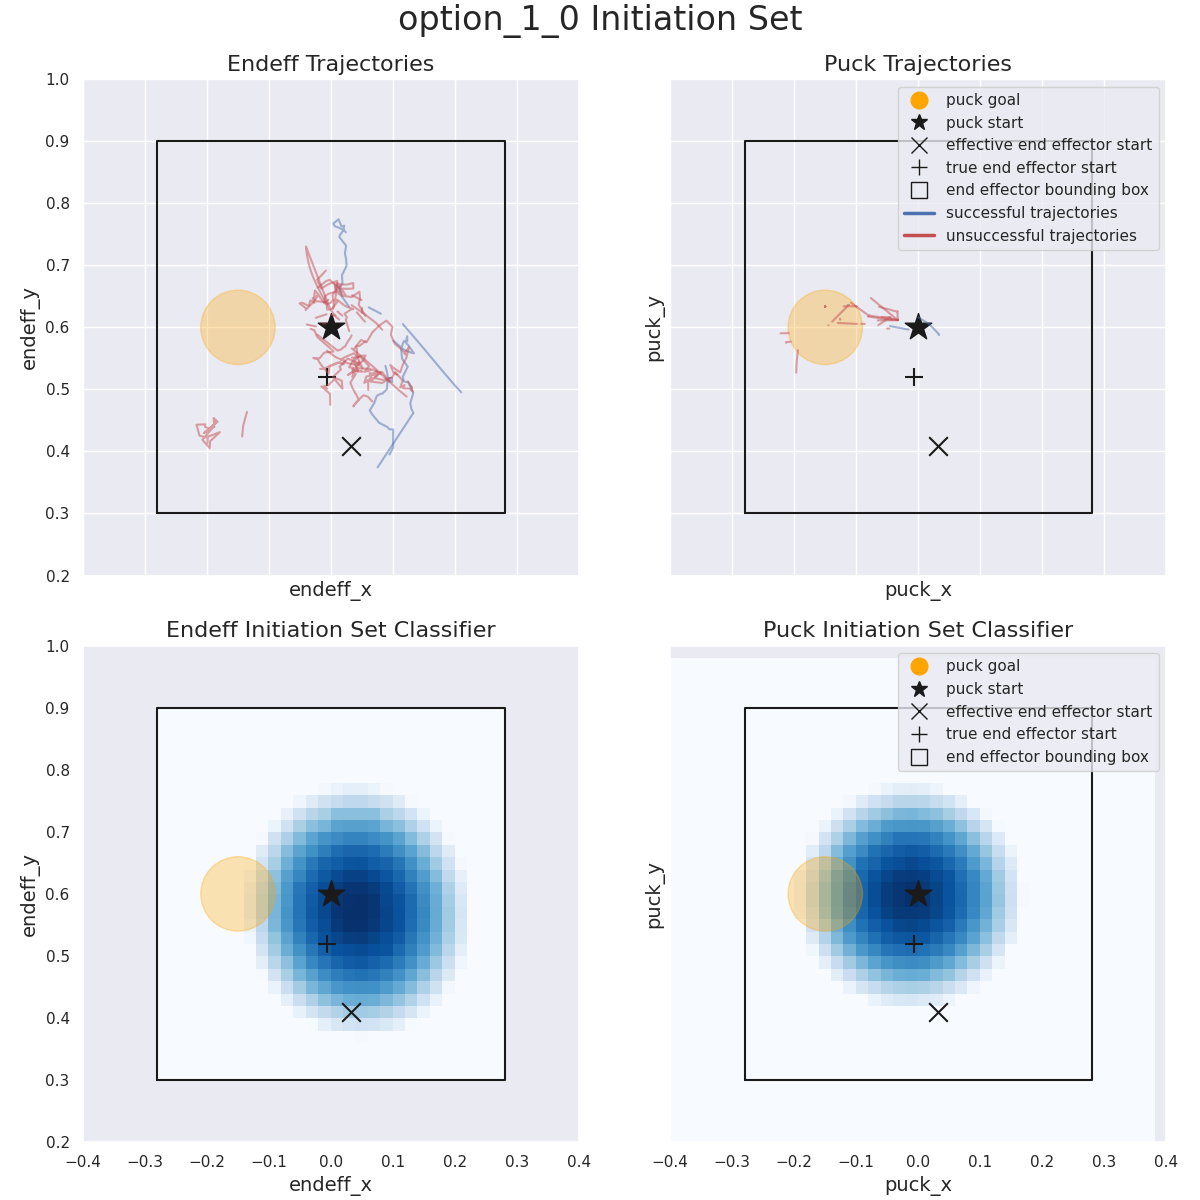 option_1_0 Initiation Set
Endeff Trajectories
Puck Trajectories
1.0
0.9
0.8
0.7
0.6
0.5
0.4
0.3
0.2
endeff_y
endeff_x
puck_y
puck_x
puck goal
puck start
effective end effector start
true end effector start
end effector bounding box
successful trajectories
unsuccessful trajectories
Endeff Initiation Set Classifier
Puck Initiation Set Classifier
1.0
0.9
0.8
0.7
0.6
0.5
0.4
0.3
0.2
endeff_y
−0.4 −0.3 −0.2 −0.1 0.0 0.1 0.2 0.3 0.4
endeff_x
puck_y
puck goal
puck start
effective end effector start
true end effector start
end effector bounding box
−0.4 −0.3 −0.2 −0.1 0.0 0.1 0.2 0.3 0.4
puck_x